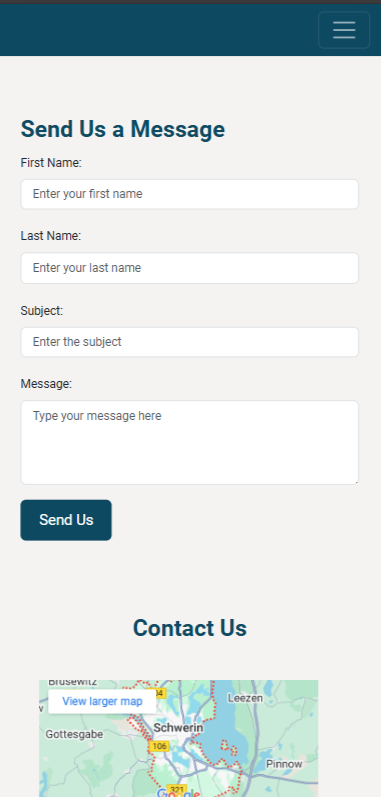 Send Us a Message
First Name:
Enter your first name
Last Name:
Enter your last name
Subject:
Enter the subject
Message:
Type your message here
Send Us
Contact Us
Brüsewitz
View larger map
104
Leezen
Schwerin
Gottesgabe
106
Pinnow
321
Google